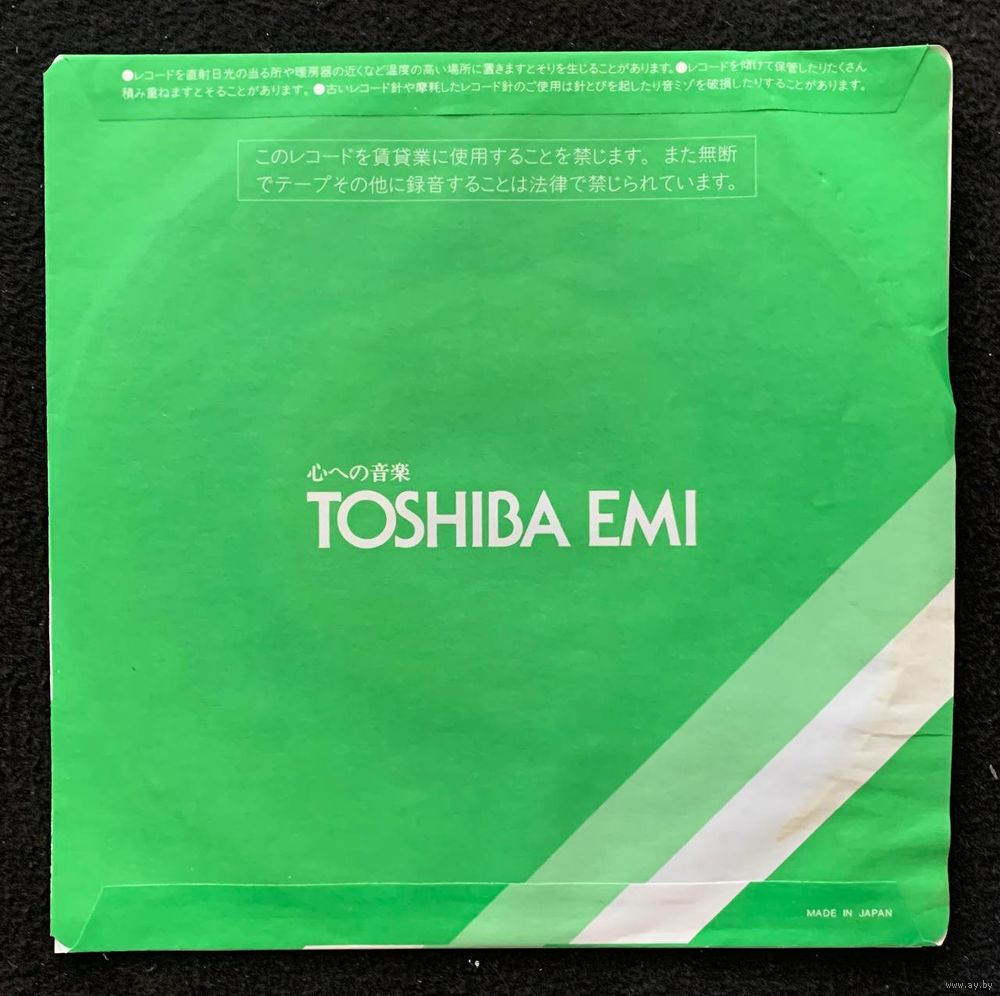 ●レコードを直射日光の当る所や暖房器の近くなど温度の高い場所に置きますとそりを生じることがあります。●レコードを傾けて保管したりたくさん
積み重ねますとそることがあります。●古いレコード針や摩耗したレコード針のご使用は針とびを起したり音ミゾを破損したりすることがあります。
このレコードを賃貸業に使用することを禁じます。また無断
でテープその他に録音することは法律で禁じられています。
心への音楽
TOSHIBA EMI
MADE IN JAPAN
www.ay.by